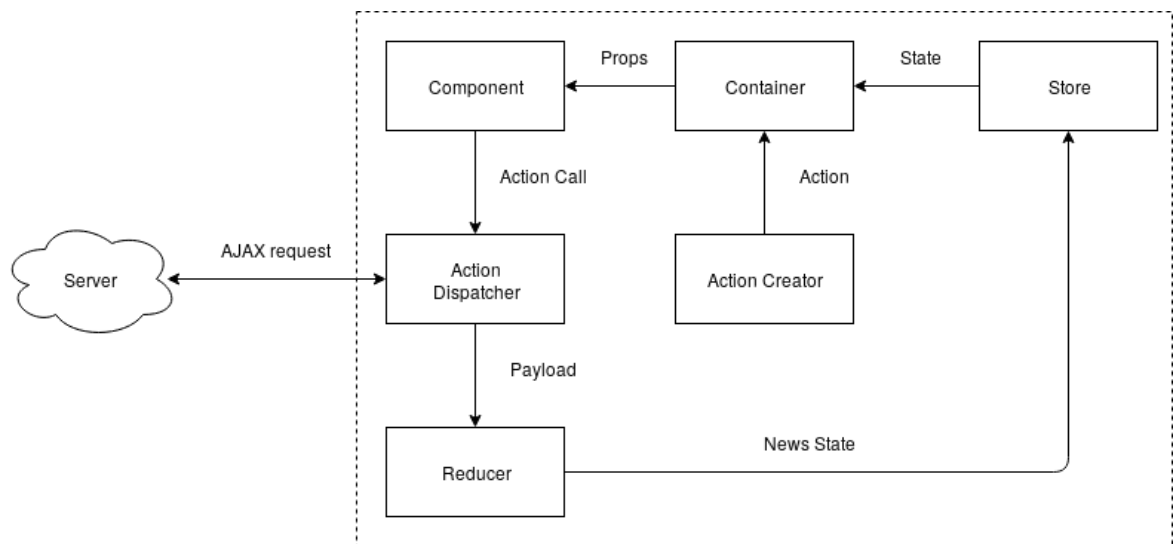 Props
State
Component
Container
Store
Action Call
Action
AJAX request
Server
Action
Dispatcher
Action Creator
Payload
News State
Reducer